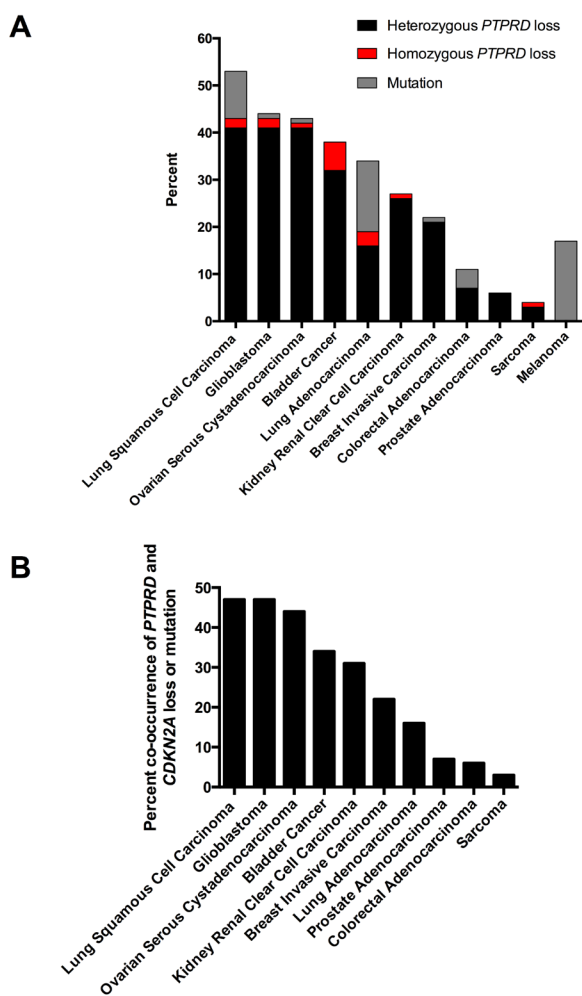 A
Heterozygous PTPRD loss
Homozygous PTPRD loss
Mutation
Percent
60
50
40
30
20
10
0
Lung Squamous Cell Carcinoma
Glioblastoma
Ovarian Serous Cystadenocarcinoma
Bladder Cancer
Lung Adenocarcinoma
Kidney Renal Clear Cell Carcinoma
Breast Invasive Carcinoma
Colorectal Adenocarcinoma
Prostate Adenocarcinoma
Sarcoma
Melanoma
B
Percent co-occurrence of PTPRD and
CDKN2A loss or mutation
50
40
30
20
10
0
Lung Squamous Cell Carcinoma
Glioblastoma
Ovarian Serous Cystadenocarcinoma
Bladder Cancer
Kidney Renal Clear Cell Carcinoma
Breast Invasive Carcinoma
Lung Adenocarcinoma
Prostate Adenocarcinoma
Colorectal Adenocarcinoma
Sarcoma